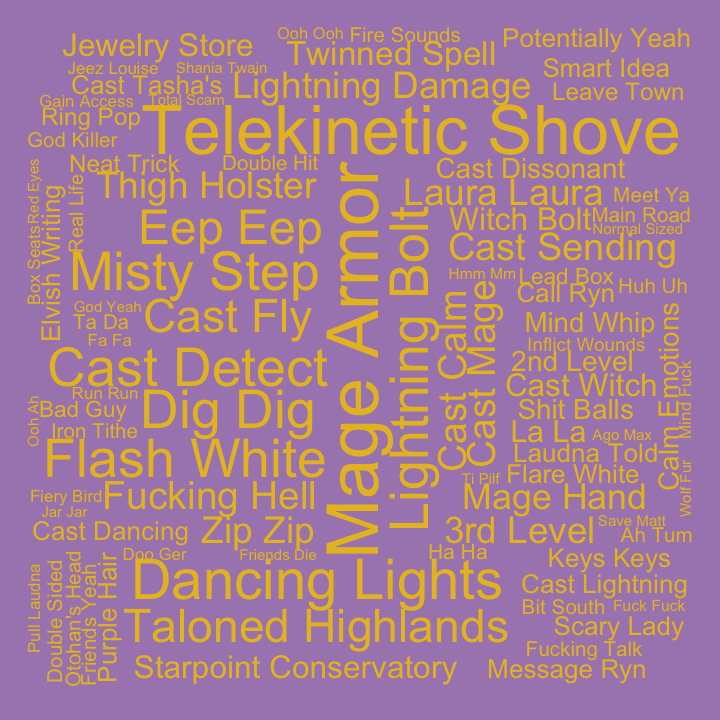 Ooh Ooh
Fire Sounds
Potentially Yeah
Jewelry Store
Twinned Spell
Jeez Louise
Shania Twain
Smart Idea
Cast Tasha's
Lightning Damage
Leave Town
Gain Access
Total Scam
Ring Pop
Telekinetic Shove
God Killer
Neat Trick
Double Hit
Cast Dissonant
Thigh Holster
Laura Laura
Meet Ya
Red Eyes
Real Life
Eep Eep
Witch Bolt
Main Road
Normal Sized
Box Seats
Elvish Writing
Misty Step
Mage Armor
Lightning Bolt
Cast Sending
Hmm Mm
Lead Box
Huh Uh
Call Ryn
God Yeah
Cast Fly
Ta Da
Fa Fa
Cast Calm
Cast Mage
Mind Whip
Inflict Wounds
2nd Level
Calm Emotions
Cast Detect
Cast Witch
Mind Fuck
Run Run
Dig Dig
Bad Guy
Ooh Ah
Shit Balls
Iron Tithe
La La
Ago Max
Flash White
Laudna Told
Ti Pilf
Flare White
Wolf Fur
Fiery Bird
Fucking Hell
Mage Hand
Jar Jar
Cast Dancing
Zip Zip
3rd Level
Save Matt
Ah Tum
Doo Ger
Friends Die
Ha Ha
Keys Keys
Pull Laudna
Double Sided
Otohan's Head
Friends Yeah
Purple Hair
Dancing Lights
Cast Lightning
Bit South
Fuck Fuck
Taloned Highlands
Scary Lady
Fucking Talk
Starpoint Conservatory
Message Ryn